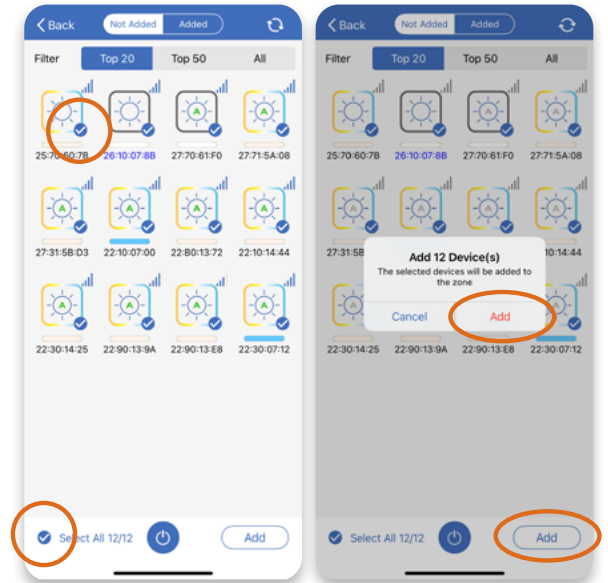 Back Not Added Added
Filter Top 20 Top 50 All
A A
25:70:60:7B 26:10:07:8B 27:70:61:F0 27:71:5A:08
A A A A
27:31:5B:D3 22:10:07:00 22:B0:13:72 22:10:14:44
A A A A
22:30:14:25 22:90:13:9A 22:90:13:E8 22:30:07:12
Select All 12/12 Add
Back Not Added Added
Filter Top 20 Top 50 All
A A
25:70:60:7B 26:10:07:8B 27:70:61:F0 27:71:5A:08
A A A A
27:31:5B 10:14:44
Add 12 Device(s)
The selected devices will be added to
the zone
Cancel Add
A A A
22:30:14:25 22:90:13:9A 22:90:13:E8 22:30:07:12
Select All 12/12 Add